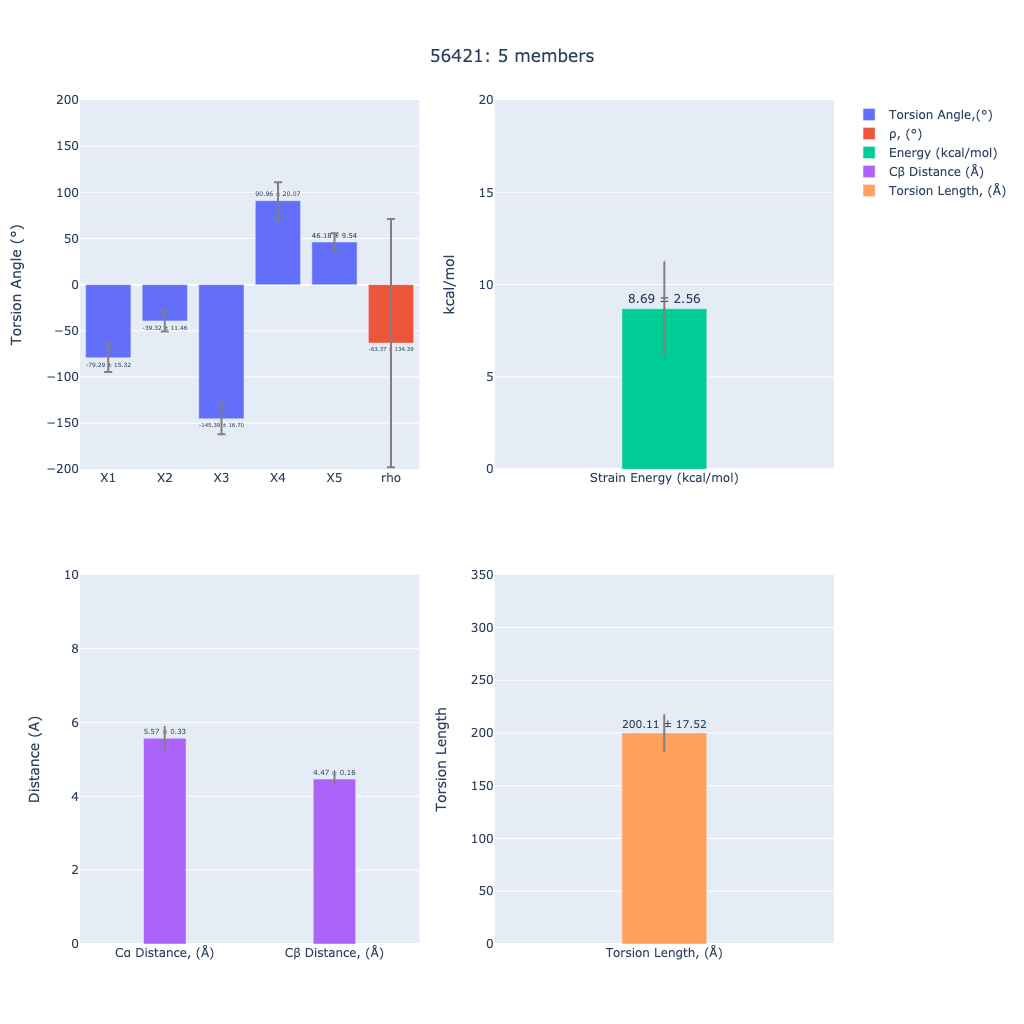 56421: 5 members
Torsion Angle (°)
200
150
100
50
0
−50
−100
−150
−200
-79.29 ± 15.32
-39.32 ± 11.46
-145.39 ± 16.70
90.96 ± 20.07
46.18 ± 9.54
-63.37 ± 134.39
X1 X2 X3 X4 X5 rho
kcal/mol
20
15
10
5
0
8.69 ± 2.56
Strain Energy (kcal/mol)
Torsion Angle,(°)
ρ, (°)
Energy (kcal/mol)
Cβ Distance (Å)
Torsion Length, (Å)
Distance (A)
10
8
6
4
2
0
5.57 ± 0.33
4.47 ± 0.16
Cα Distance, (Å) Cβ Distance, (Å)
Torsion Length
350
300
250
200
150
100
50
0
200.11 ± 17.52
Torsion Length, (Å)